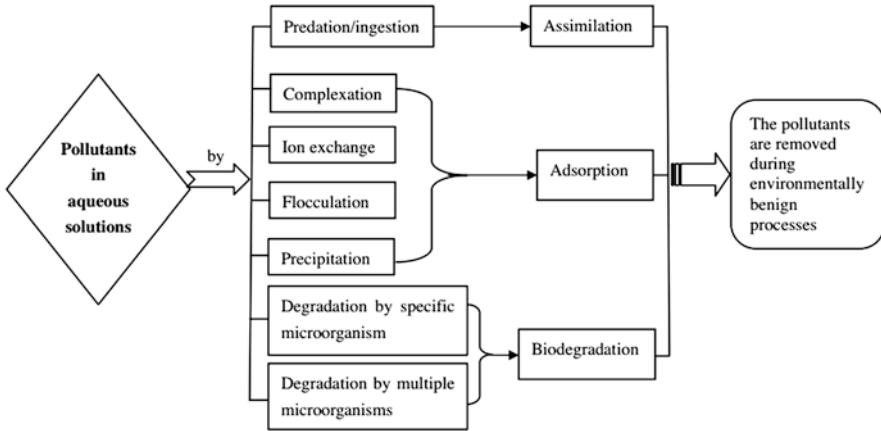 Pollutants
in
aqueous
solutions
by
Predation/ingestion
Assimilation
Complexation
Ion exchange
Flocculation
Precipitation
Adsorption
Degradation by specific
microorganism
Degradation by multiple
microorganisms
Biodegradation
The pollutants
are removed
during
environmentally
benign
processes